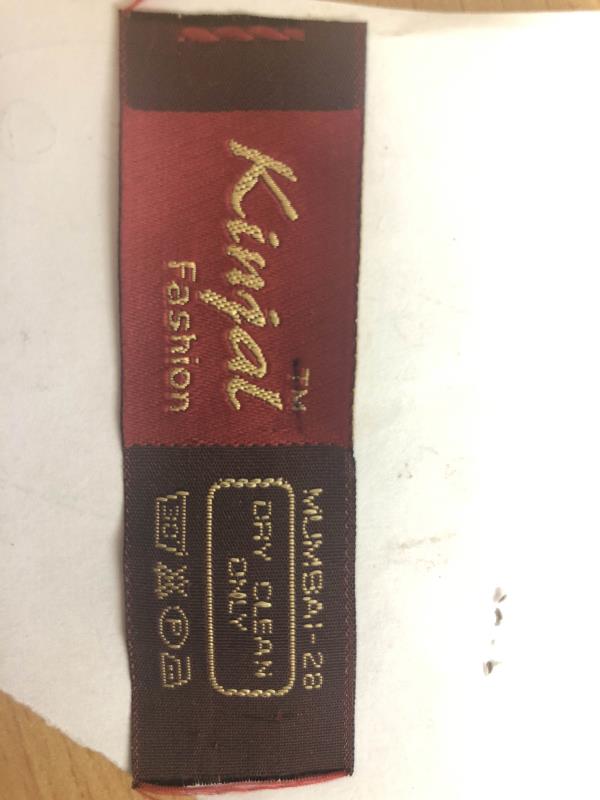 Kinjal TM
Fashion
MUMBAI-28
DRY CLEAN
ONLY